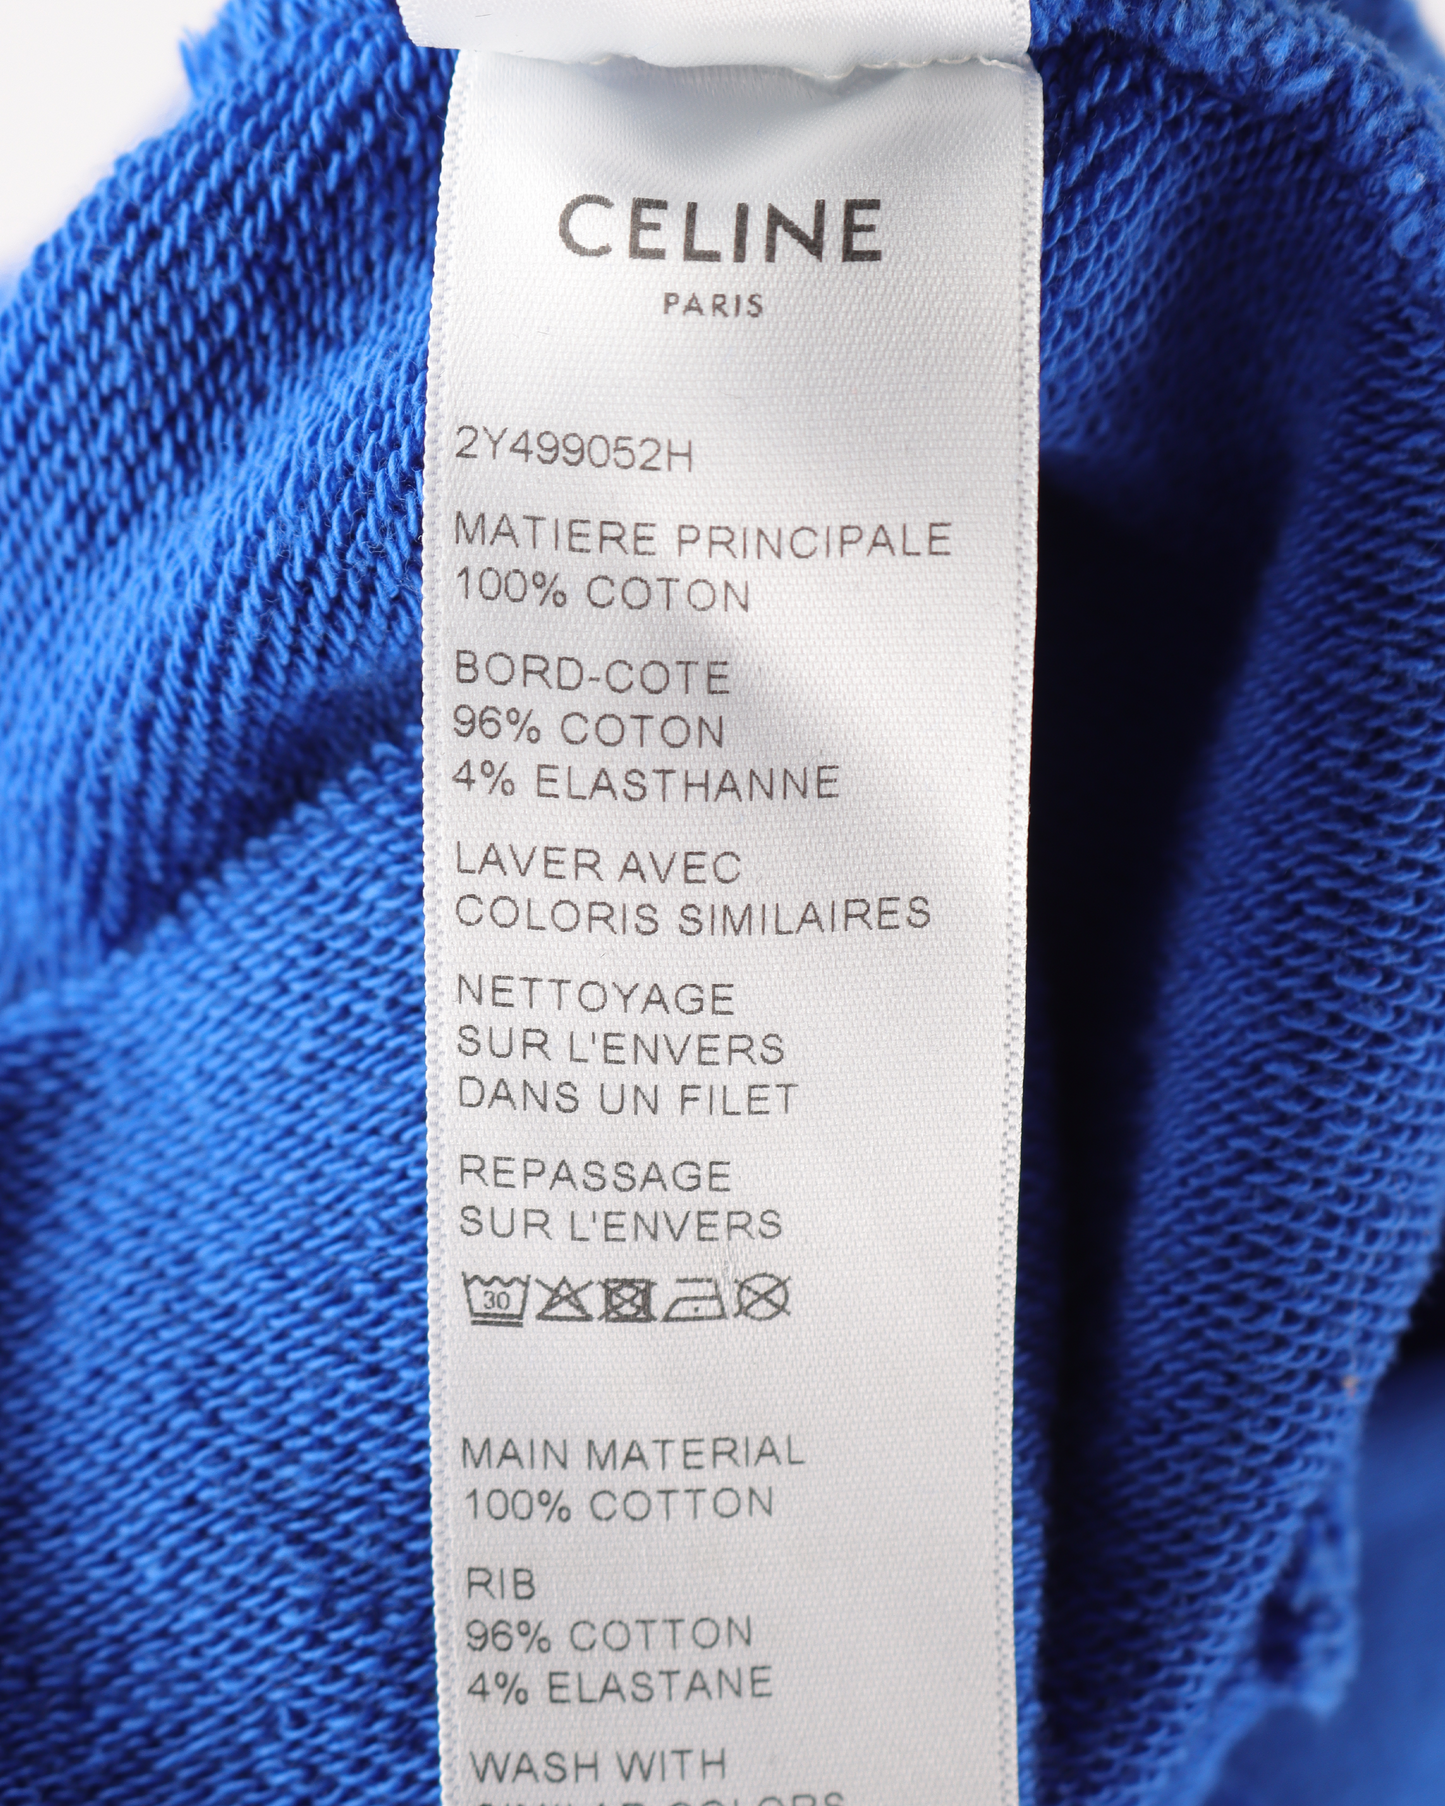 CELINE
PARIS
2Y499052H
MATIERE PRINCIPALE
100% COTON
BORD-COTE
96% COTON
4% ELASTHANNE
LAVER AVEC
COLORIS SIMILAIRES
NETTOYAGE
SUR L'ENVERS
DANS UN FILET
REPASSAGE
SUR L'ENVERS
30
MAIN MATERIAL
100% COTTON
RIB
96% COTTON
4% ELASTANE
WASH WITH
SIMILAR COLORS